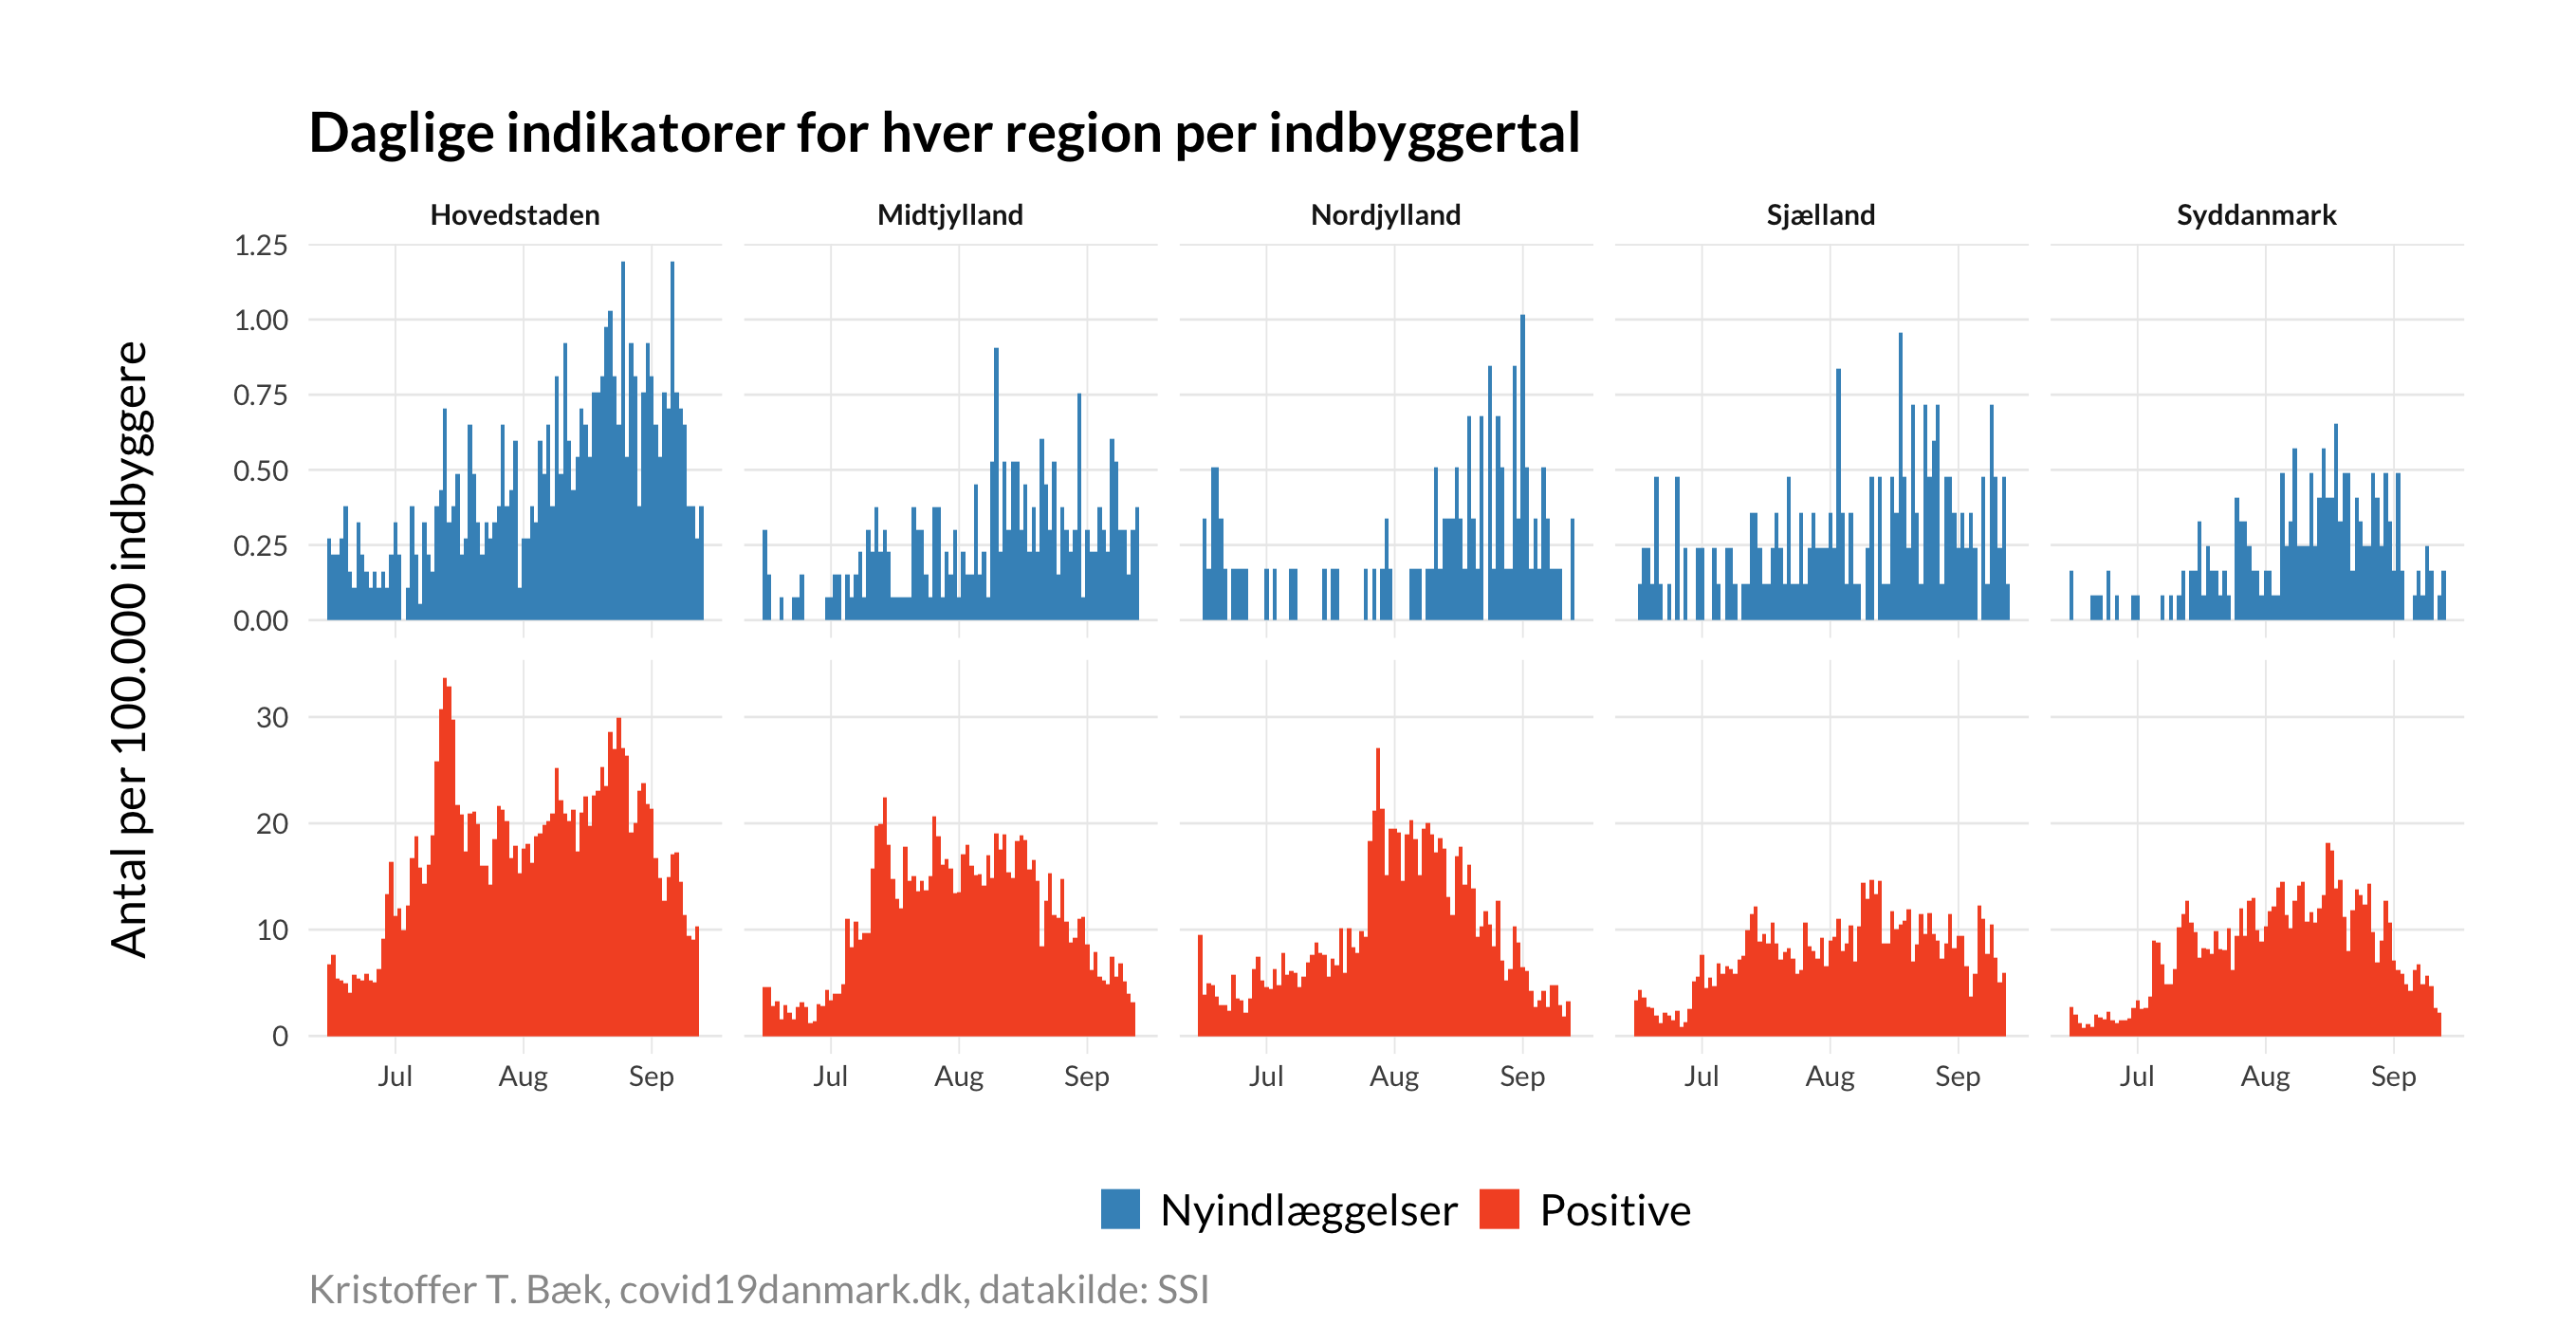 Daglige indikatorer for hver region per indbyggertal
Hovedstaden Midtjylland Nordjylland Sjælland Syddanmark
Antal per 100.000 indbyggere
1.25
1.00
0.75
0.50
0.25
0.00
30
20
10
0
Jul Aug Sep Jul Aug Sep Jul Aug Sep Jul Aug Sep Jul Aug Sep
Nyindlæggelser Positive
Kristoffer T. Bæk, covid19danmark.dk, datakilde: SSI